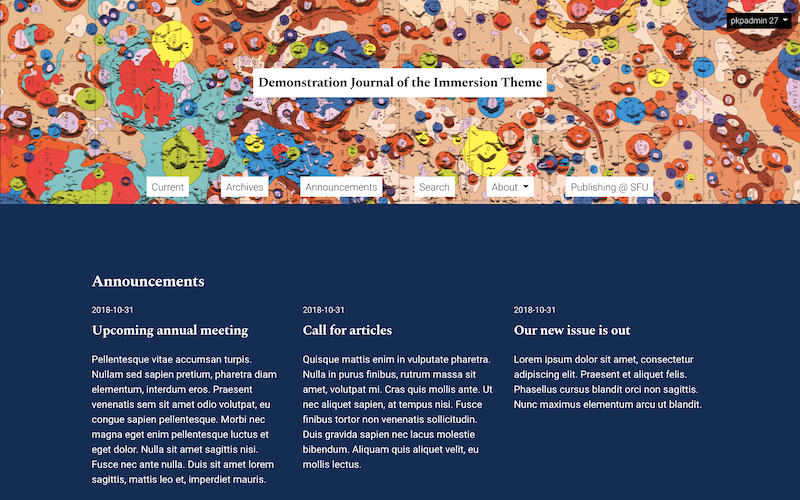 pkpadmin 27
Demonstration Journal of the Immersion Theme
Current
Archives
Announcements
Search
About
Publishing @ SFU
Announcements
2018-10-31
Upcoming annual meeting
Pellentesque vitae accumsan turpis.
Nullam sed sapien pretium, pharetra diam
elementum, interdum eros. Praesent
venenatis sem sit amet odio volutpat, eu
congue sapien pellentesque. Morbi nec
magna eget enim pellentesque luctus et
eget dolor. Nulla sit amet sagittis nisi.
Fusce nec ante nulla. Duis sit amet lorem
sagittis, mattis leo et, imperdiet mauris.
2018-10-31
Call for articles
Quisque mattis enim in vulputate pharetra.
Nulla in purus finibus, rutrum massa sit
amet, volutpat mi. Cras quis mollis ante. Ut
nec aliquet sapien, at tempus nisi. Fusce
finibus tortor non venenatis sollicitudin.
Duis gravida sapien nec lacus molestie
bibendum. Aliquam quis aliquet velit, eu
mollis lectus.
2018-10-31
Our new issue is out
Lorem ipsum dolor sit amet, consectetur
adipiscing elit. Praesent et aliquet felis.
Phasellus cursus blandit orci non sagittis.
Nunc maximus elementum arcu ut blandit.